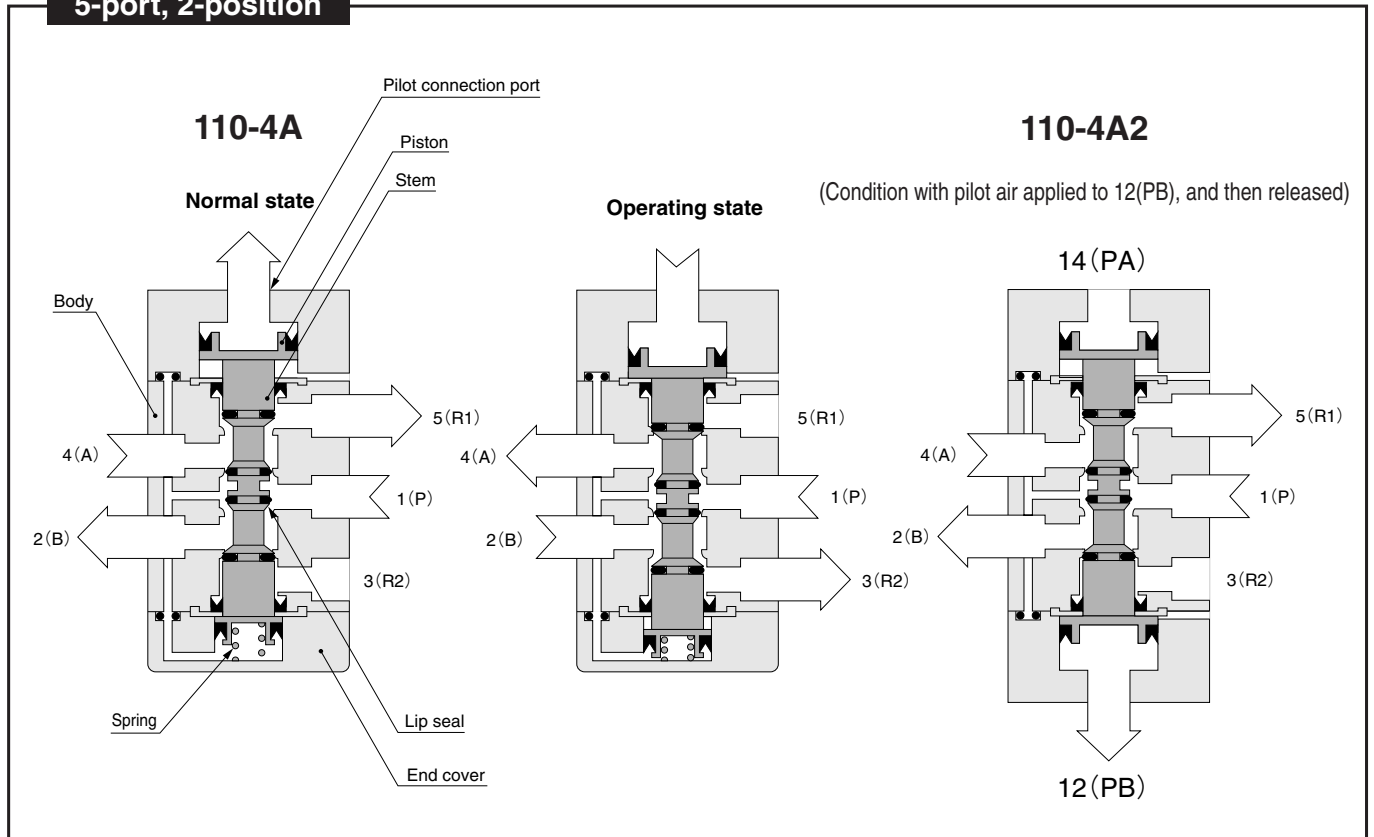 5-port, 2-position
Pilot connection port
110-4A
110-4A2
Piston
Stem
Normal state
Operating state
(Condition with pilot air applied to 12(PB), and then released)
14(PA)
Body
5(R1)
5(R1)
5(R1)
4(A)
4(A)
4(A)
1(P)
1(P)
1(P)
2(B)
2(B)
2(B)
3(R2)
3(R2)
3(R2)
Spring
Lip seal
End cover
12(PB)